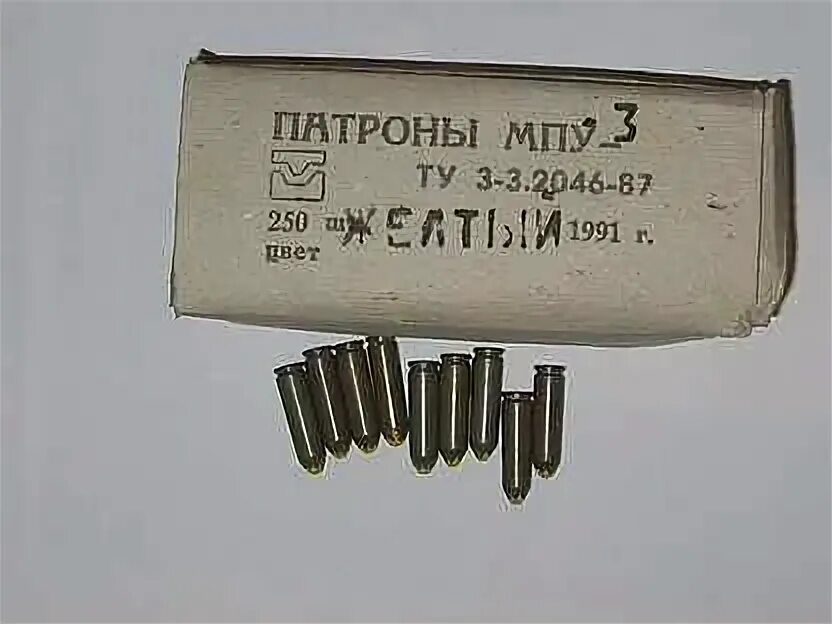 ПАТРОНЫ МПУ-3
ТУ 3-3.2046-87
250 шт ЖЕЛТЫЙ 1991 г.
цвет